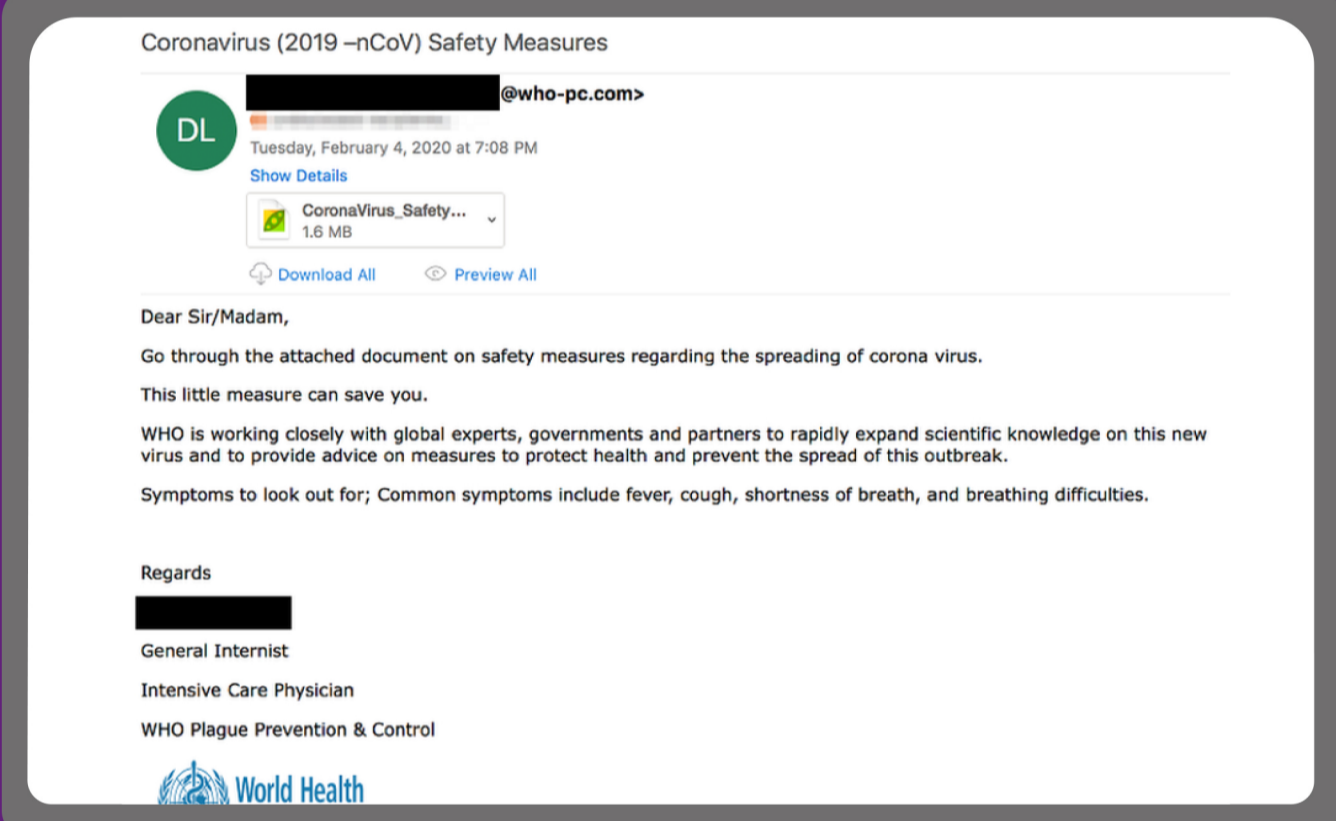 Coronavirus (2019 –nCoV) Safety Measures
@who-pc.com>
DL
Tuesday, February 4, 2020 at 7:08 PM
Show Details
CoronaVirus_Safety...
1.6 MB
Download All Preview All
Dear Sir/Madam,
Go through the attached document on safety measures regarding the spreading of corona virus.
This little measure can save you.
WHO is working closely with global experts, governments and partners to rapidly expand scientific knowledge on this new
virus and to provide advice on measures to protect health and prevent the spread of this outbreak.
Symptoms to look out for; Common symptoms include fever, cough, shortness of breath, and breathing difficulties.
Regards
General Internist
Intensive Care Physician
WHO Plague Prevention & Control
World Health